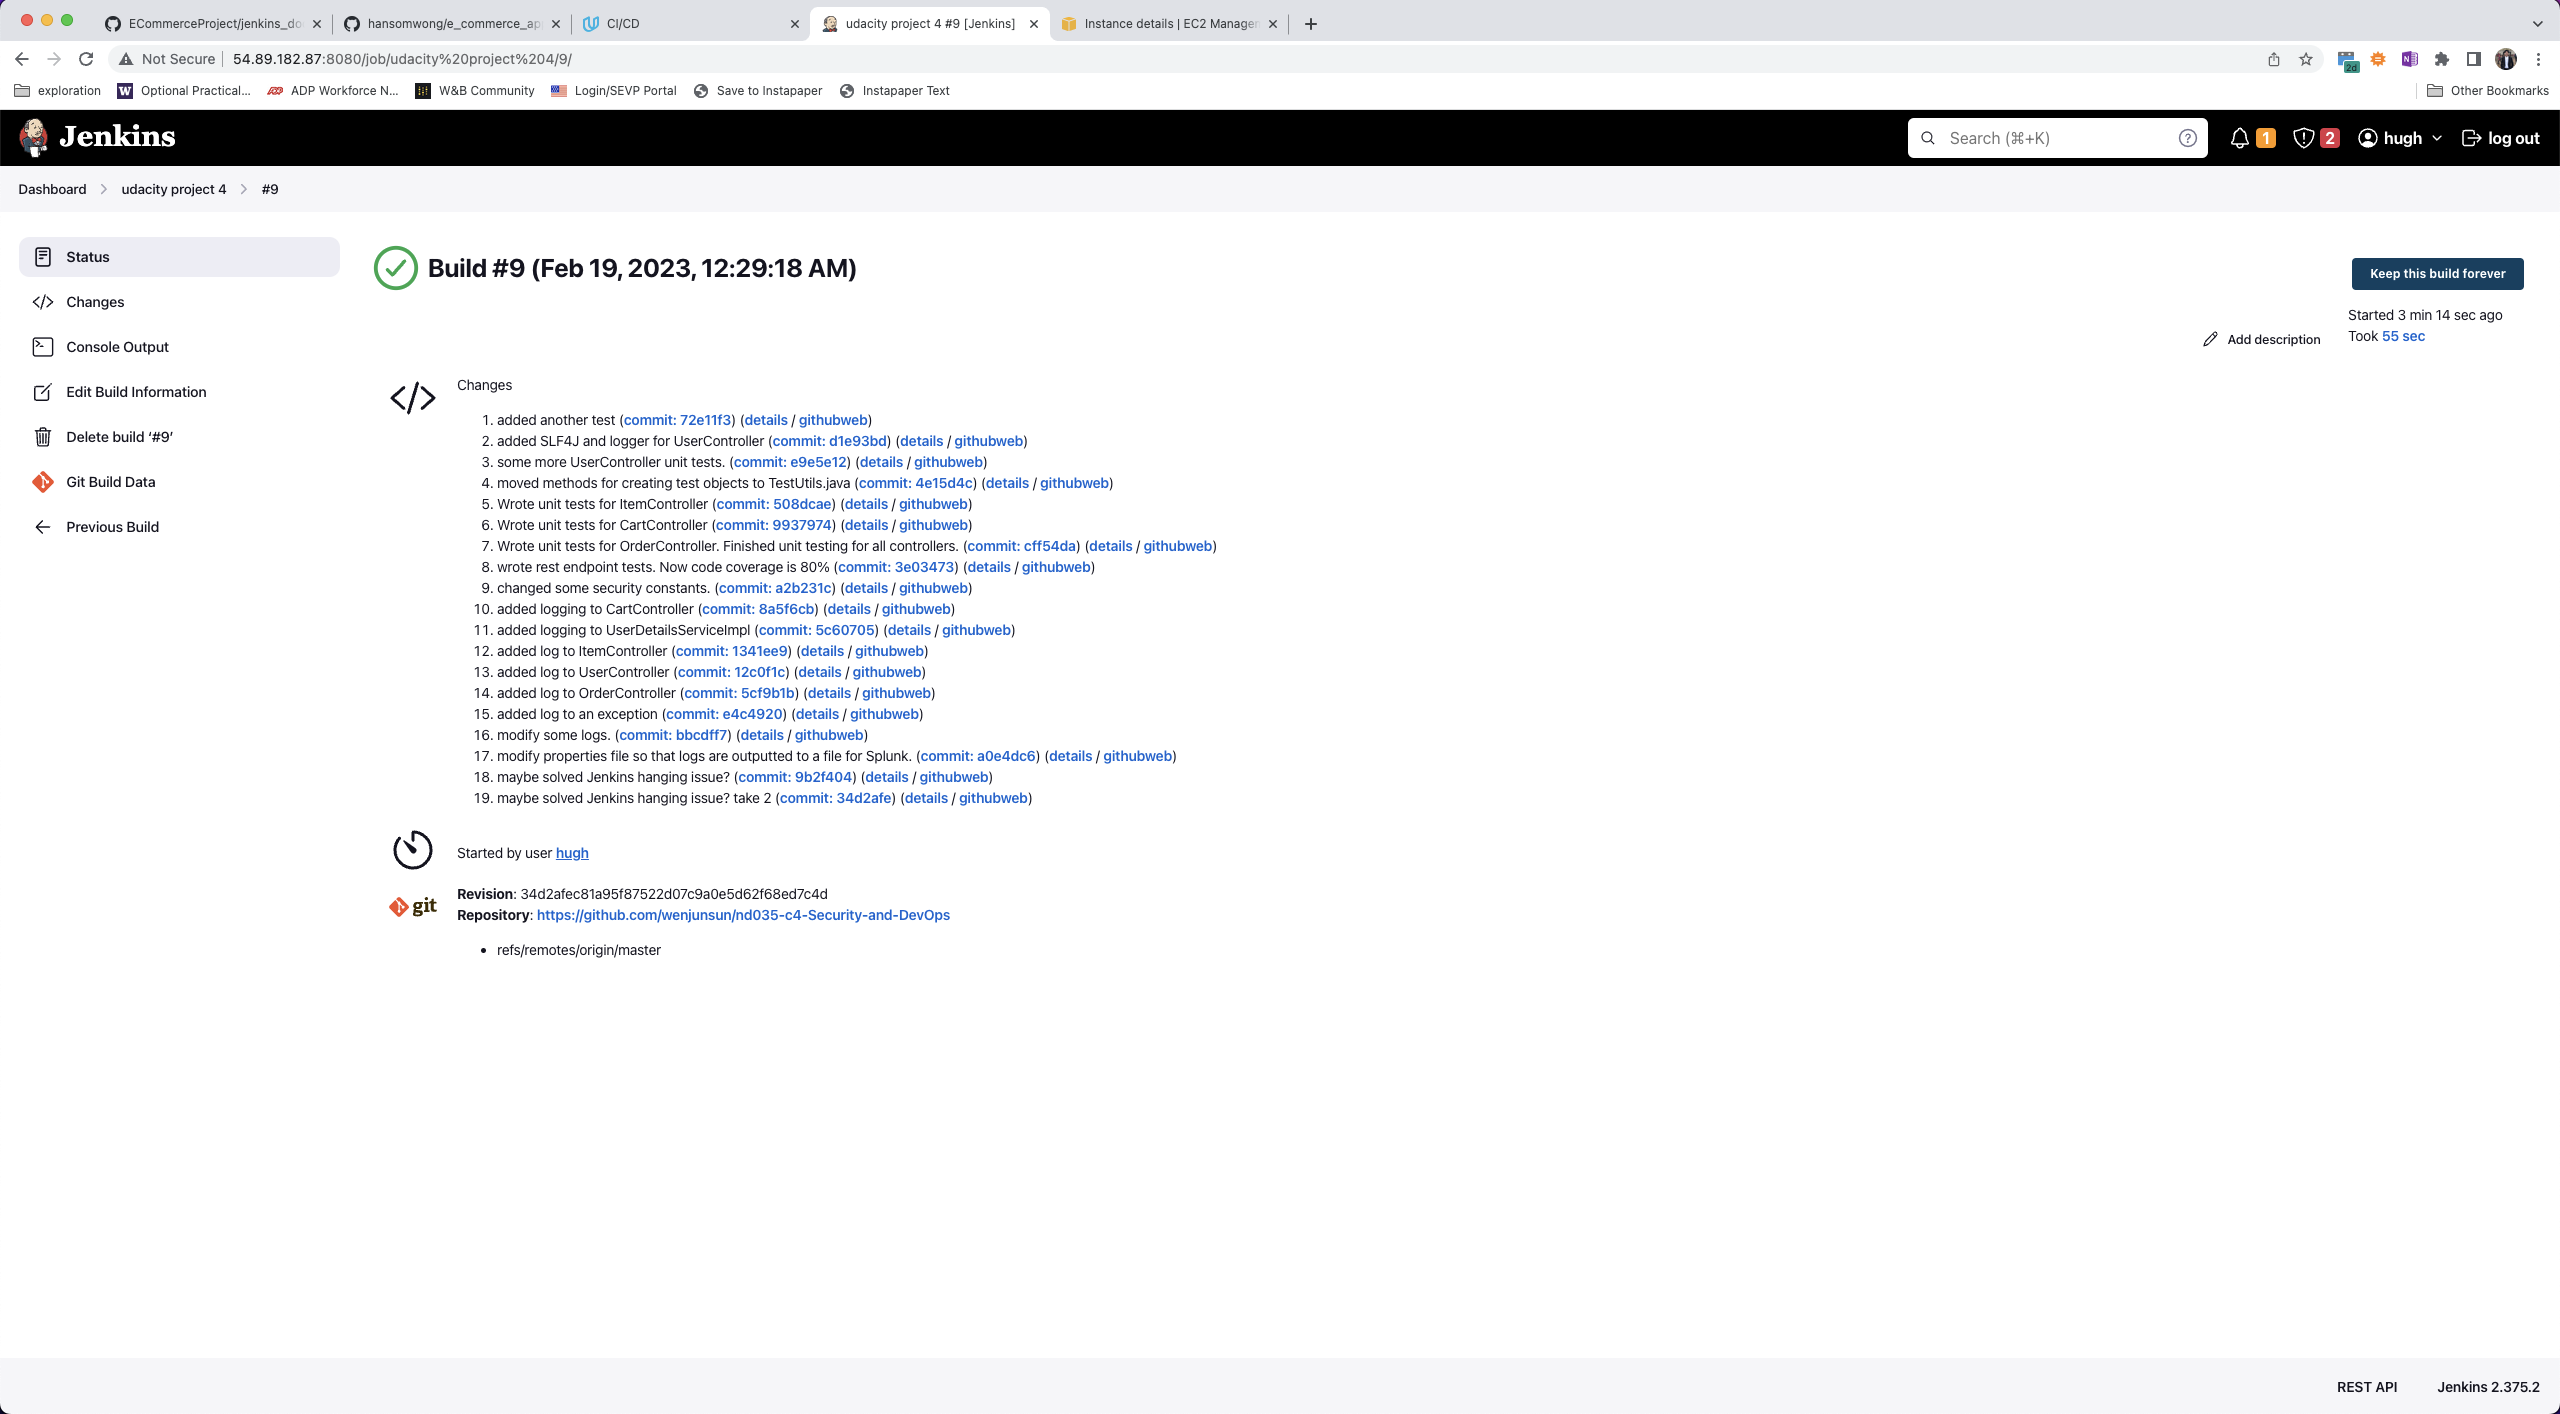 ECommerceProject/jenkins_do
hansomwong/e_commerce_ap
CI/CD
udacity project 4 #9 [Jenkins]
Instance details | EC2 Manager
Not Secure
54.89.182.87:8080/job/udacity%20project%204/9/
2d
exploration
W Optional Practical...
ADP Workforce N...
W&B Community
Login/SEVP Portal
Save to Instapaper
Instapaper Text
Other Bookmarks
Jenkins
Search (⌘+K)
1
2
hugh
log out
Dashboard
udacity project 4
#9
Status
Changes
Console Output
Edit Build Information
Delete build ‘#9’
Git Build Data
Previous Build
Build #9 (Feb 19, 2023, 12:29:18 AM)
Keep this build forever
Started 3 min 14 sec ago
Took 55 sec
Add description
Changes
1. added another test (commit: 72e11f3) (details / githubweb)
2. added SLF4J and logger for UserController (commit: d1e93bd) (details / githubweb)
3. some more UserController unit tests. (commit: e9e5e12) (details / githubweb)
4. moved methods for creating test objects to TestUtils.java (commit: 4e15d4c) (details / githubweb)
5. Wrote unit tests for ItemController (commit: 508dcae) (details / githubweb)
6. Wrote unit tests for CartController (commit: 9937974) (details / githubweb)
7. Wrote unit tests for OrderController. Finished unit testing for all controllers. (commit: cff54da) (details / githubweb)
8. wrote rest endpoint tests. Now code coverage is 80% (commit: 3e03473) (details / githubweb)
9. changed some security constants. (commit: a2b231c) (details / githubweb)
10. added logging to CartController (commit: 8a5f6cb) (details / githubweb)
11. added logging to UserDetailsServiceImpl (commit: 5c60705) (details / githubweb)
12. added log to ItemController (commit: 1341ee9) (details / githubweb)
13. added log to UserController (commit: 12c0f1c) (details / githubweb)
14. added log to OrderController (commit: 5cf9b1b) (details / githubweb)
15. added log to an exception (commit: e4c4920) (details / githubweb)
16. modify some logs. (commit: bbcdff7) (details / githubweb)
17. modify properties file so that logs are outputted to a file for Splunk. (commit: a0e4dc6) (details / githubweb)
18. maybe solved Jenkins hanging issue? (commit: 9b2f404) (details / githubweb)
19. maybe solved Jenkins hanging issue? take 2 (commit: 34d2afe) (details / githubweb)
Started by user hugh
git
Revision: 34d2afec81a95f87522d07c9a0e5d62f68ed7c4d
Repository: https://github.com/wenjunsun/nd035-c4-Security-and-DevOps
• refs/remotes/origin/master
REST API
Jenkins 2.375.2